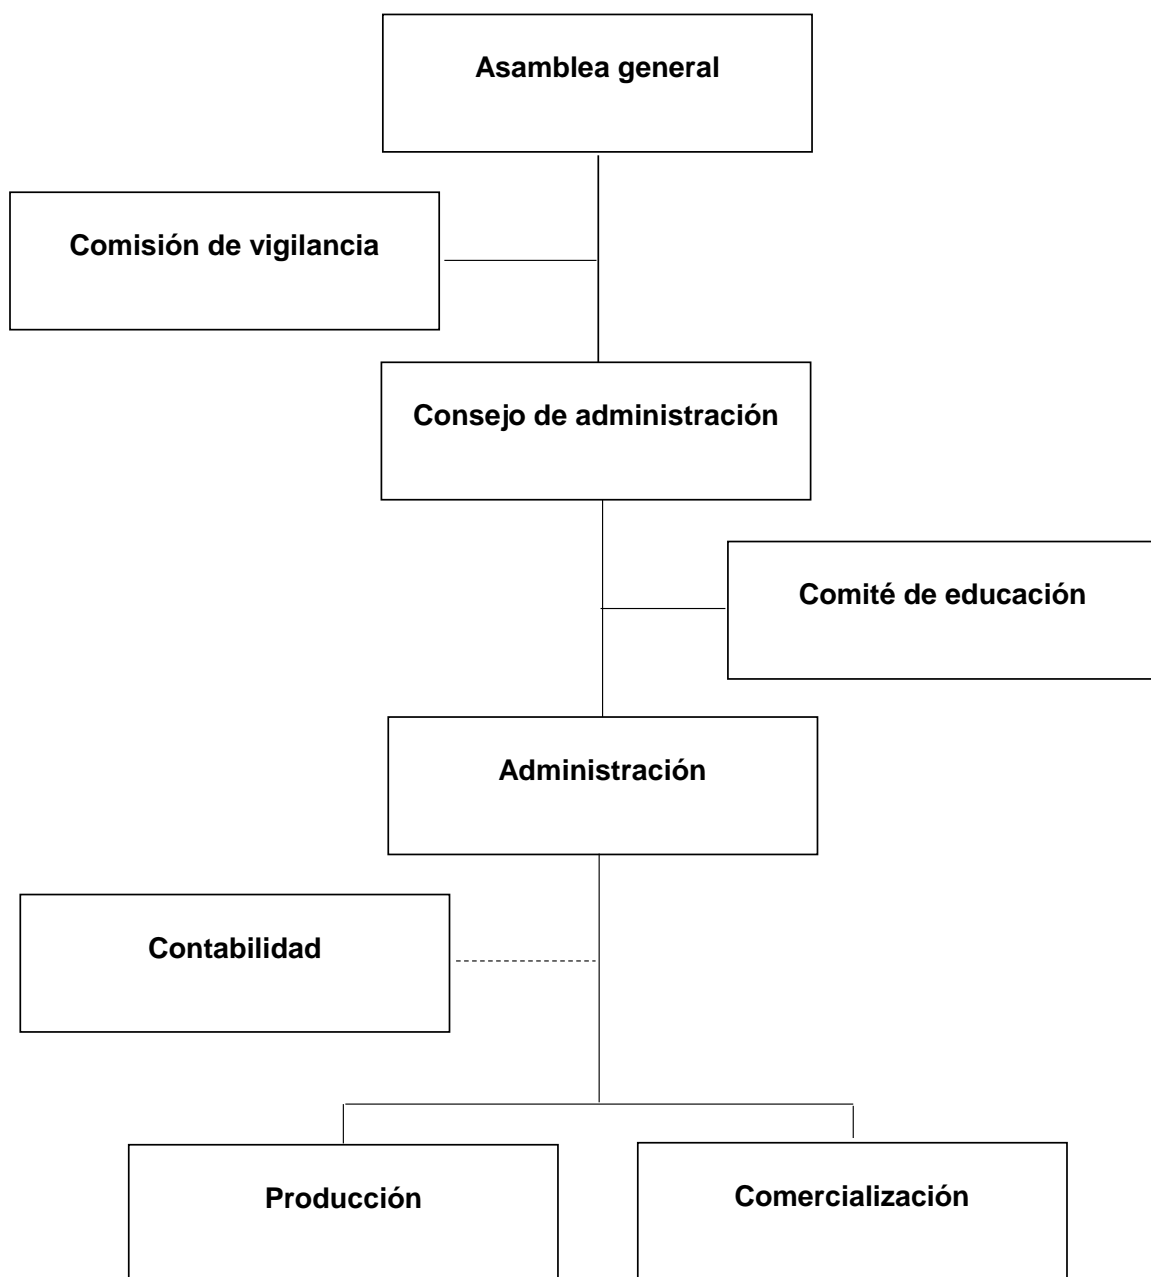 Asamblea general
Comisión de vigilancia
Consejo de administración
Comité de educación
Administración
Contabilidad
Producción
Comercialización